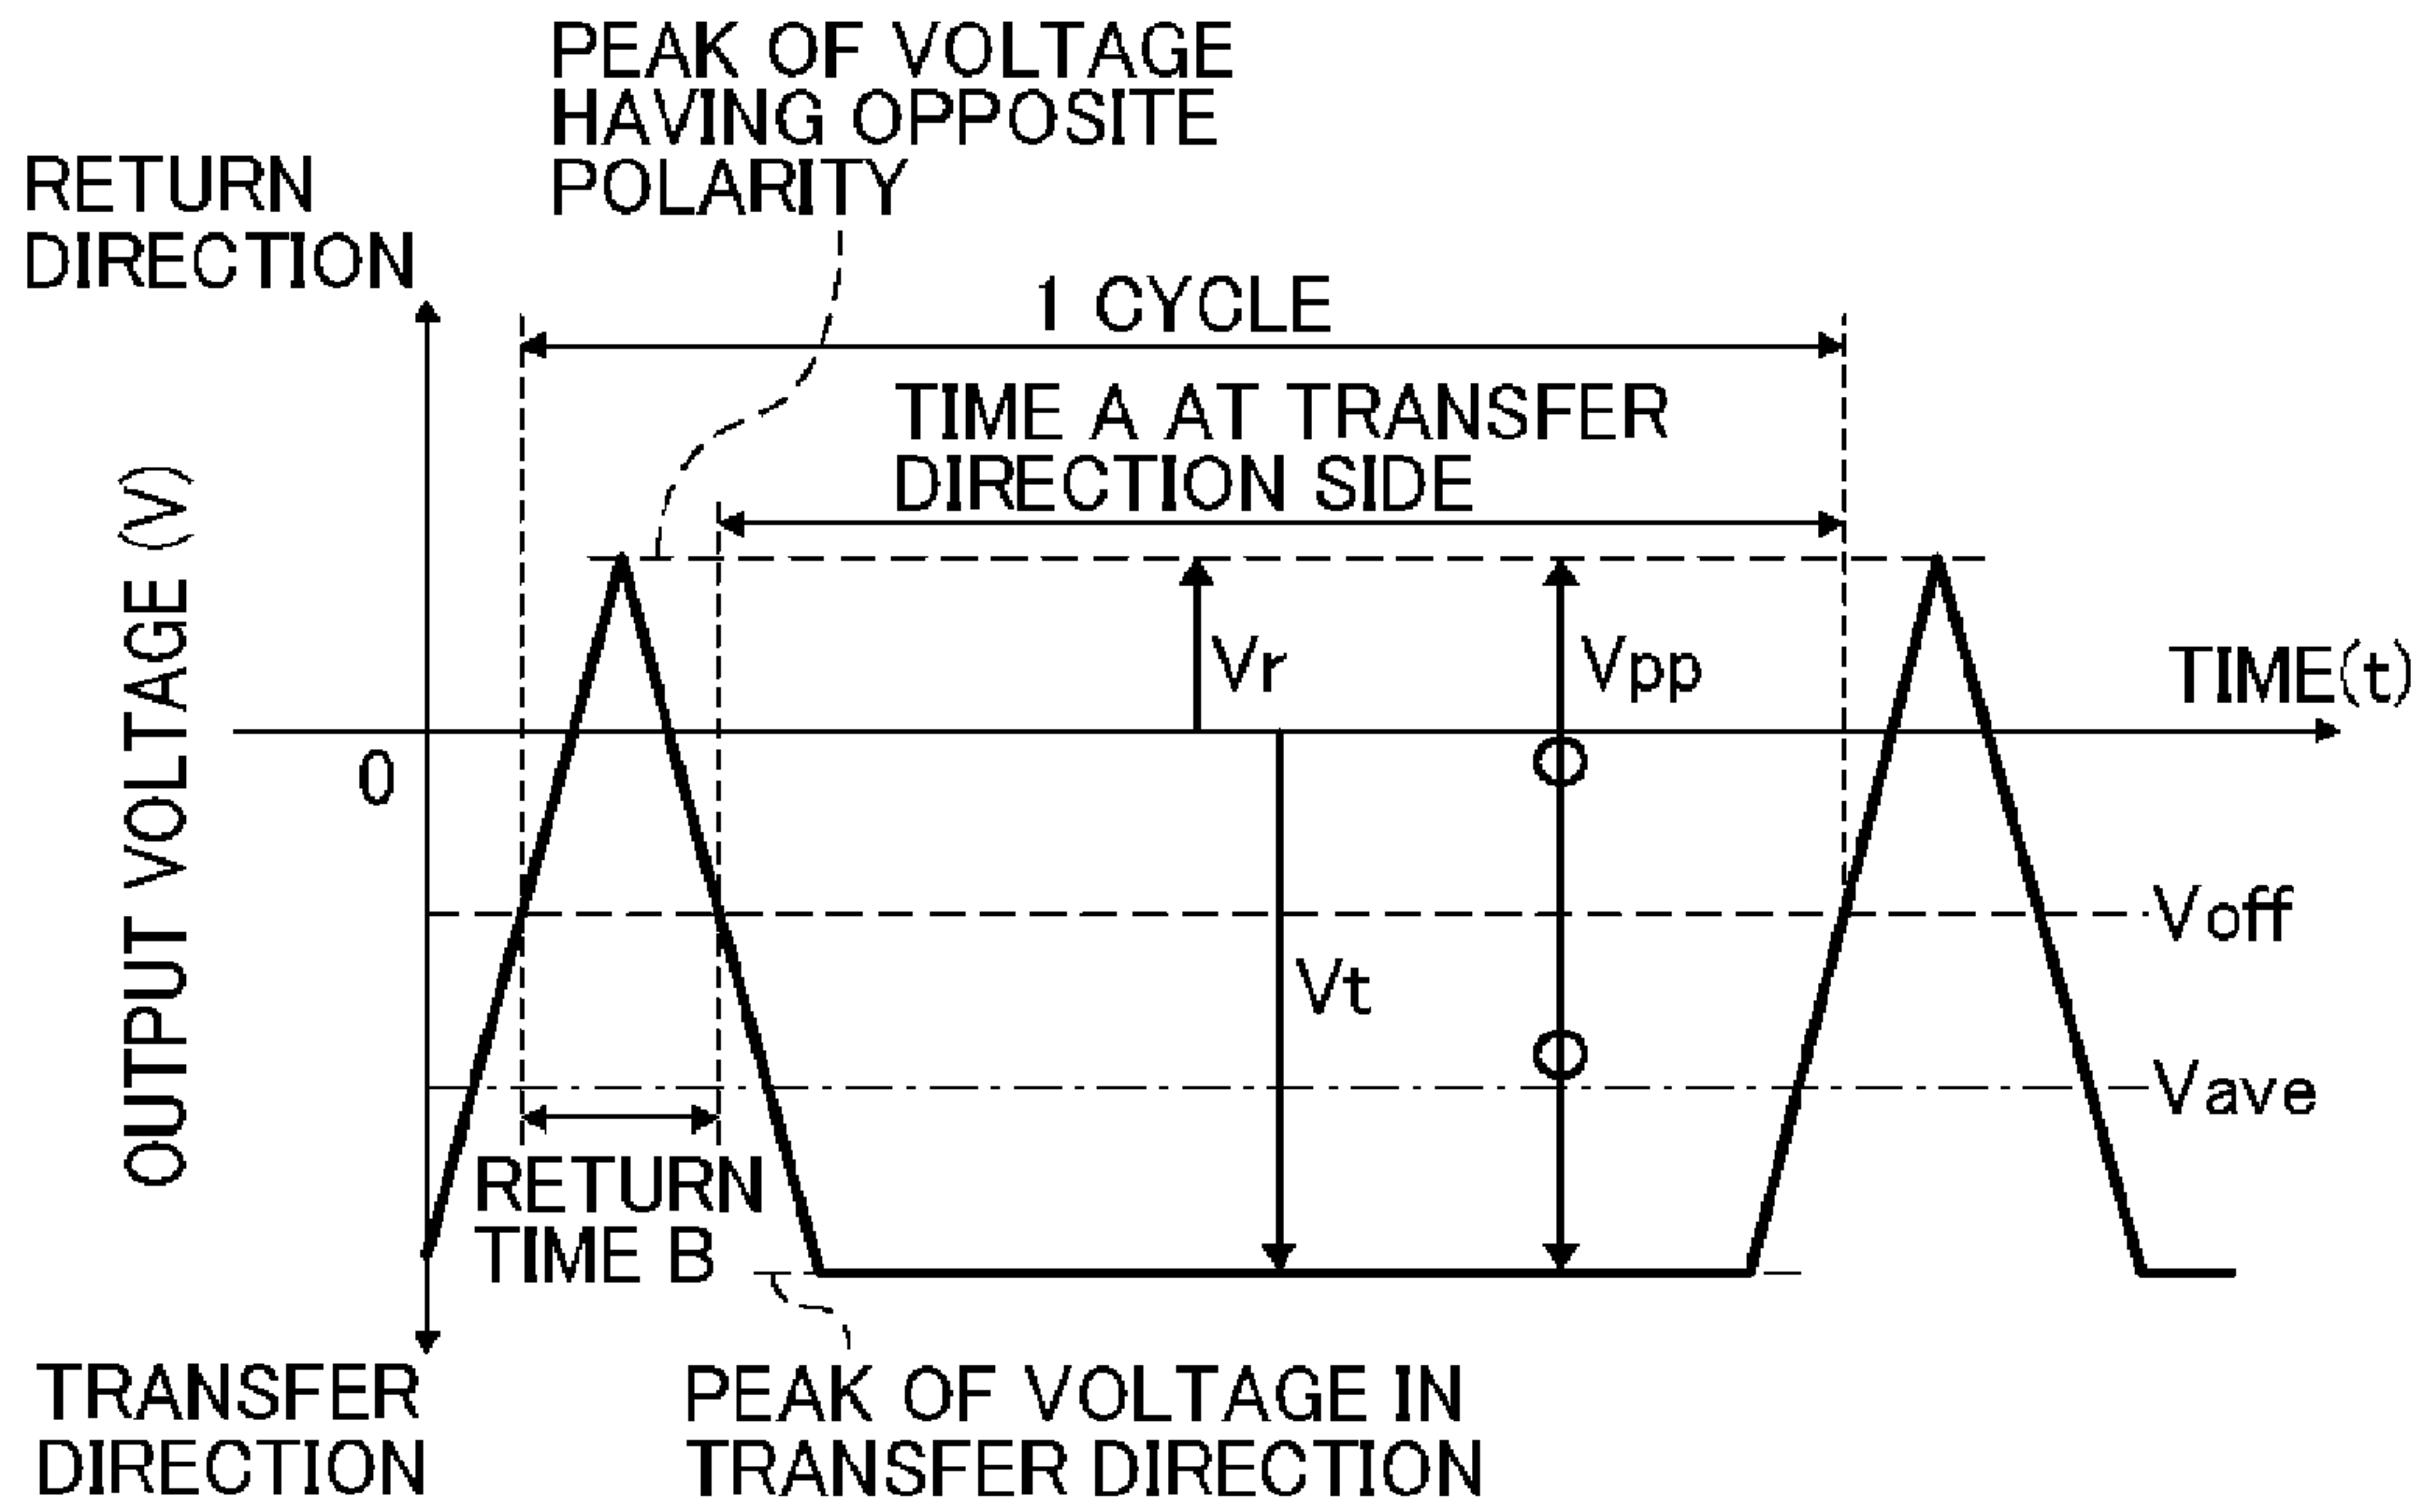 PEAK OF VOLTAGE
HAVING OPPOSITE
POLARITY
RETURN
DIRECTION
1 CYCLE
TIME A AT TRANSFER
DIRECTION SIDE
OUTPUT VOLTAGE (V)
Vr
Vpp
TIME(t)
0
Voff
Vt
Vave
RETURN
TIME B
TRANSFER
DIRECTION
PEAK OF VOLTAGE IN
TRANSFER DIRECTION